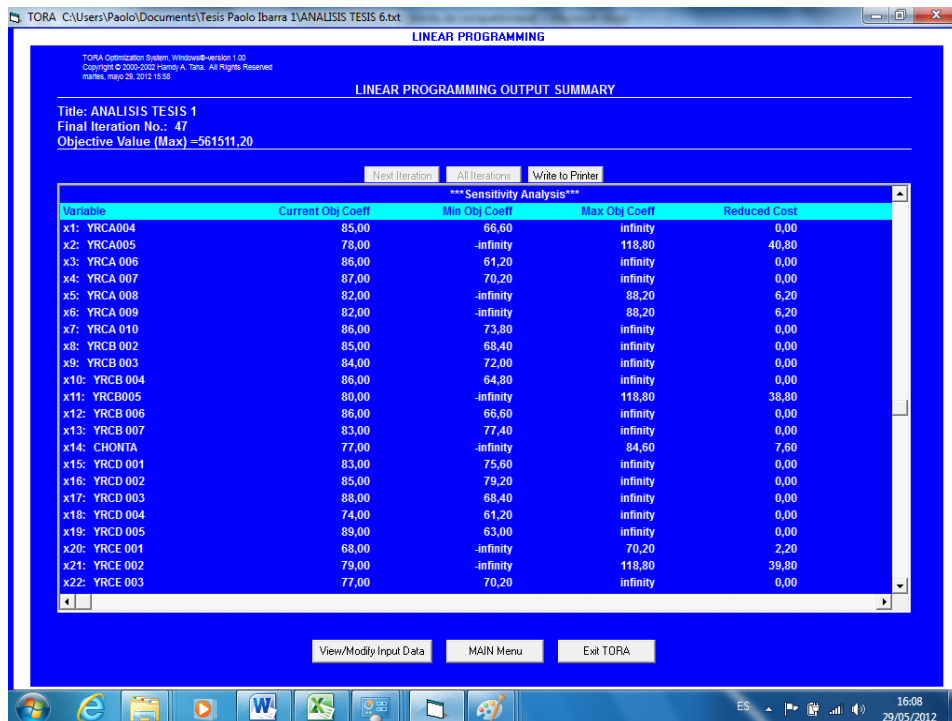 TORA C:\Users\Paolo\Documents\Tesis Paolo Ibarra 1\ANALISIS TESIS 6.txt
LINEAR PROGRAMMING
TORA Optimization System, Windows®-version 1.00
Copyright © 2000-2002 Hamdy A. Taha. All Rights Reserved
martes, mayo 29, 2012 15:58
LINEAR PROGRAMMING OUTPUT SUMMARY
Title: ANALISIS TESIS 1
Final Iteration No.: 47
Objective Value (Max) =561511,20
Next Iteration All Iterations Write to Printer
***Sensitivity Analysis***
Variable Current Obj Coeff Min Obj Coeff Max Obj Coeff Reduced Cost
x1: YRCA004 85,00 66,60 infinity 0,00
x2: YRCA005 78,00 -infinity 118,80 40,80
x3: YRCA 006 86,00 61,20 infinity 0,00
x4: YRCA 007 87,00 70,20 infinity 0,00
x5: YRCA 008 82,00 -infinity 88,20 6,20
x6: YRCA 009 82,00 -infinity 88,20 6,20
x7: YRCA 010 86,00 73,80 infinity 0,00
x8: YRCB 002 85,00 68,40 infinity 0,00
x9: YRCB 003 84,00 72,00 infinity 0,00
x10: YRCB 004 86,00 64,80 infinity 0,00
x11: YRCB005 80,00 -infinity 118,80 38,80
x12: YRCB 006 86,00 66,60 infinity 0,00
x13: YRCB 007 83,00 77,40 infinity 0,00
x14: CHONTA 77,00 -infinity 84,60 7,60
x15: YRCD 001 83,00 75,60 infinity 0,00
x16: YRCD 002 85,00 79,20 infinity 0,00
x17: YRCD 003 88,00 68,40 infinity 0,00
x18: YRCD 004 74,00 61,20 infinity 0,00
x19: YRCD 005 89,00 63,00 infinity 0,00
x20: YRCE 001 68,00 -infinity 70,20 2,20
x21: YRCE 002 79,00 -infinity 118,80 39,80
x22: YRCE 003 77,00 70,20 infinity 0,00
View/Modify Input Data MAIN Menu Exit TORA
ES 16:08
29/05/2012